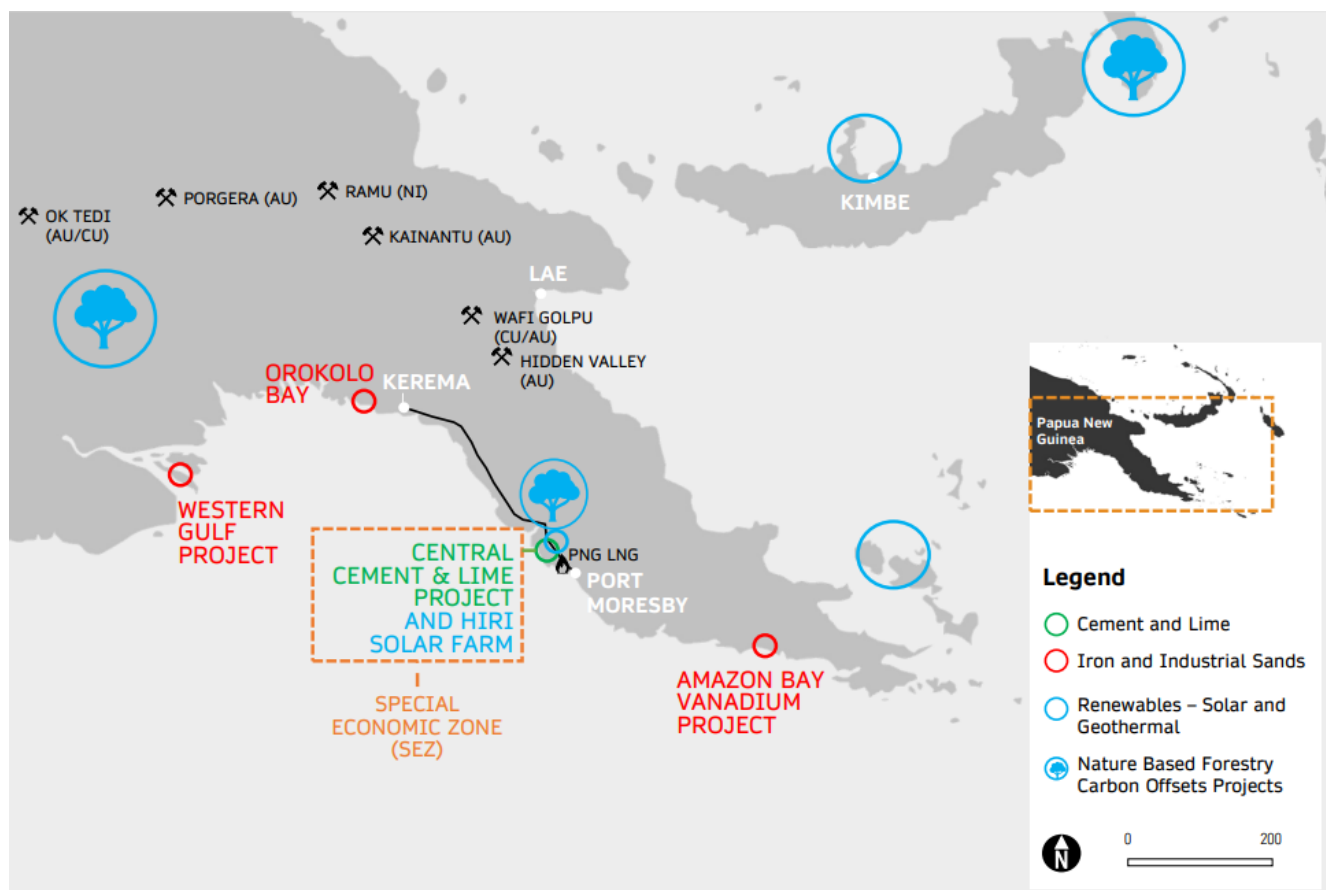 KIMBE
PORGERA (AU)
RAMU (NI)
OK TEDI
(AU/CU)
KAINANTU (AU)
LAE
WAFI GOLPU
(CU/AU)
HIDDEN VALLEY
(AU)
OROKOLO
BAY
KEREMA
WESTERN
GULF
PROJECT
CENTRAL
CEMENT & LIME
PROJECT
AND HIRI
SOLAR FARM
PNG LNG
PORT
MORESBY
SPECIAL
ECONOMIC ZONE
(SEZ)
AMAZON BAY
VANADIUM
PROJECT
Papua New
Guinea
Legend
Cement and Lime
Iron and Industrial Sands
Renewables – Solar and
Geothermal
Nature Based Forestry
Carbon Offsets Projects
N
0 200